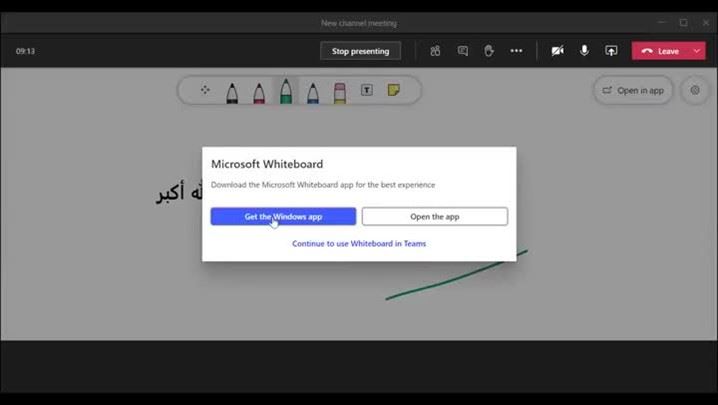 New channel meeting
09:13
Stop presenting
Leave
T
Open in app
أكبر
Microsoft Whiteboard
Download the Microsoft Whiteboard app for the best experience
Get the Windows app
Open the app
Continue to use Whiteboard in Teams